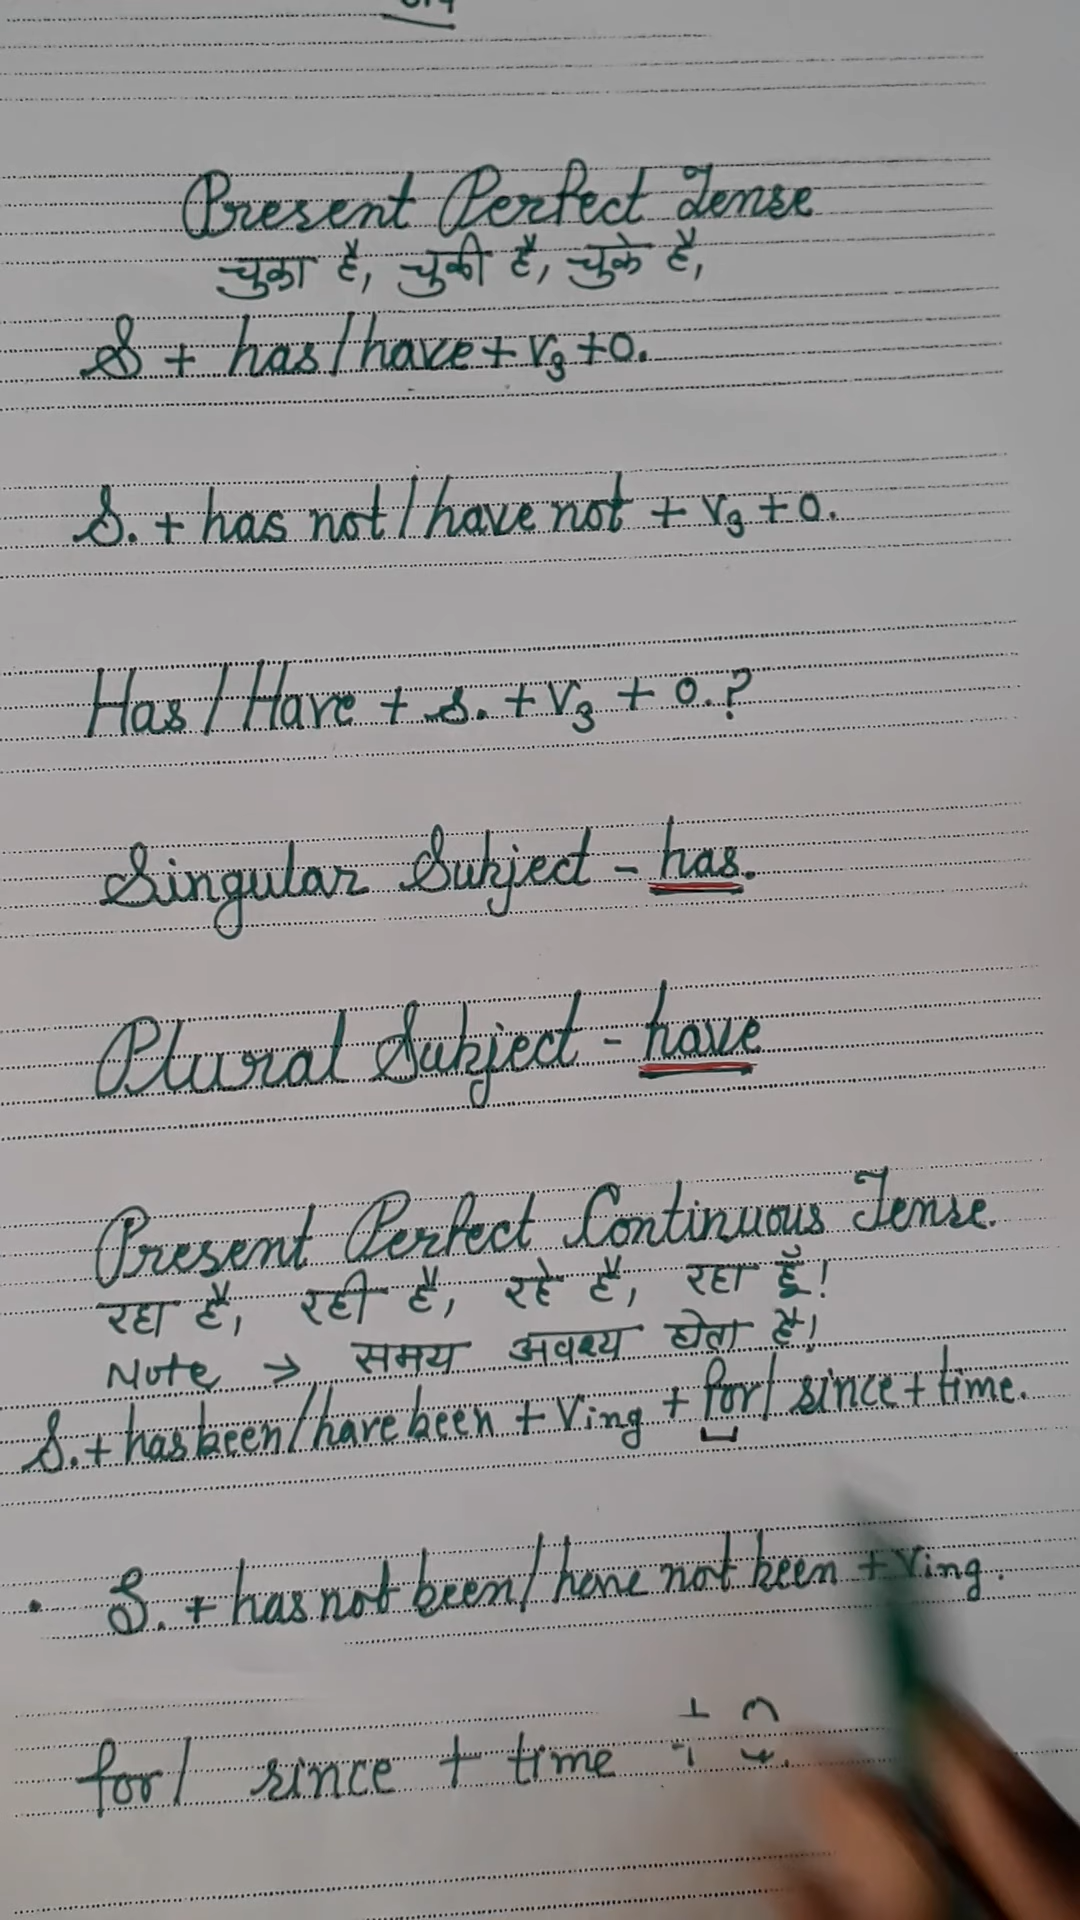 Present Perfect Tense
चुका है, चुकी है, चुके है,
S + has/have + V3 + O.
S. + has not/have not + V3 + O.
Has/Have + S. + V3 + O.?
Singular Subject - has.
Plural Subject - have
Present Perfect Continuous Tense.
रहा है, रही है, रहे है, रहा हूँ!
Note → समय अवश्य होता है!
S. + has been/have been + Ving + for/ since + time.
S. + has not been/have not been + Ving.
for/ since + time